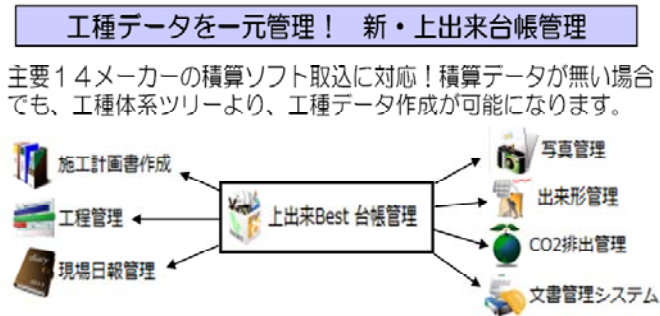 工種データを一元管理！　新・上出来台帳管理
主要１４メーカーの積算ソフト取込に対応！積算データが無い場合
でも、工種体系ツリーより、工種データ作成が可能になります。
施工計画書作成
工程管理
現場日報管理
上出来Best 台帳管理
写真管理
出来形管理
CO2排出管理
文書管理システム
diary